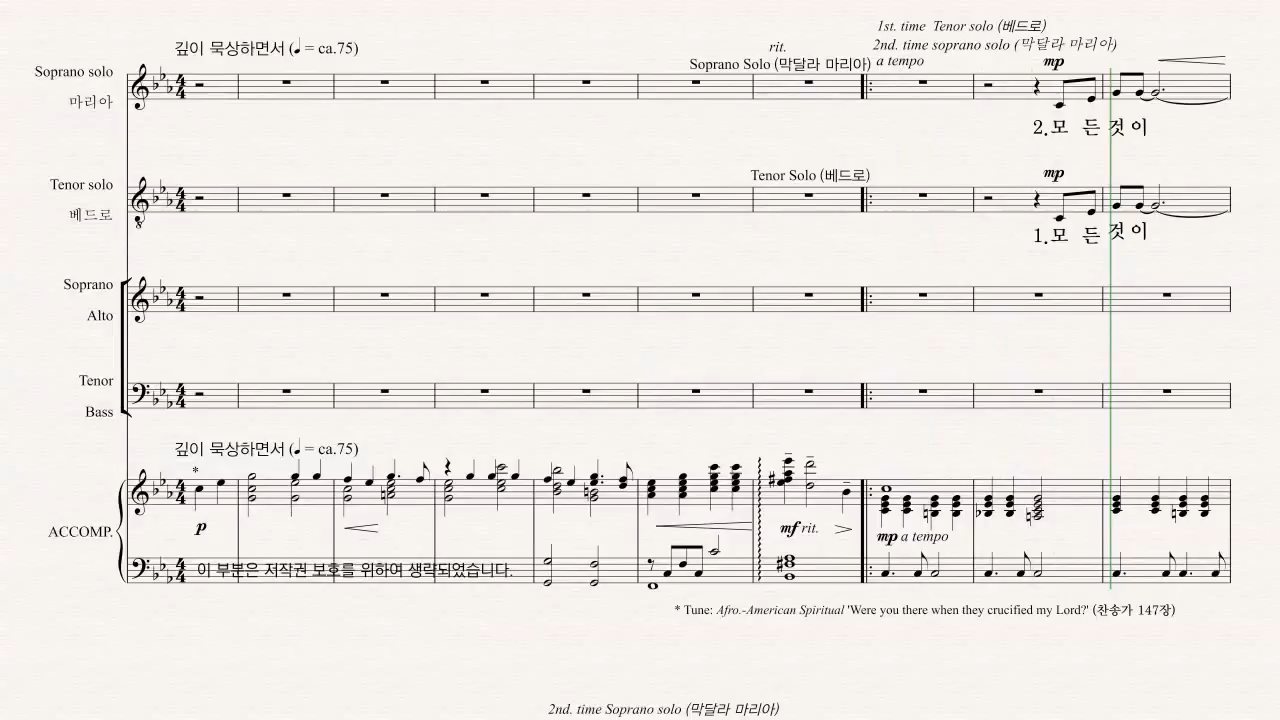 1st. time Tenor solo (베드로)
깊이 묵상하면서 (♩ = ca.75)
rit.
2nd. time soprano solo (막달라 마리아)
Soprano Solo (막달라 마리아)
a tempo
mp
Soprano solo
마리아
2.모 든 것 이
Tenor Solo (베드로)
mp
Tenor solo
베드로
1.모 든 것 이
Soprano
Alto
Tenor
Bass
깊이 묵상하면서 (♩ = ca.75)
*
p
mf rit.
mp a tempo
ACCOMP.
이 부분은 저작권 보호를 위하여 생략되었습니다.
* Tune: Afro.-American Spiritual 'Were you there when they crucified my Lord?' (찬송가 147장)
2nd. time Soprano solo (막달라 마리아)